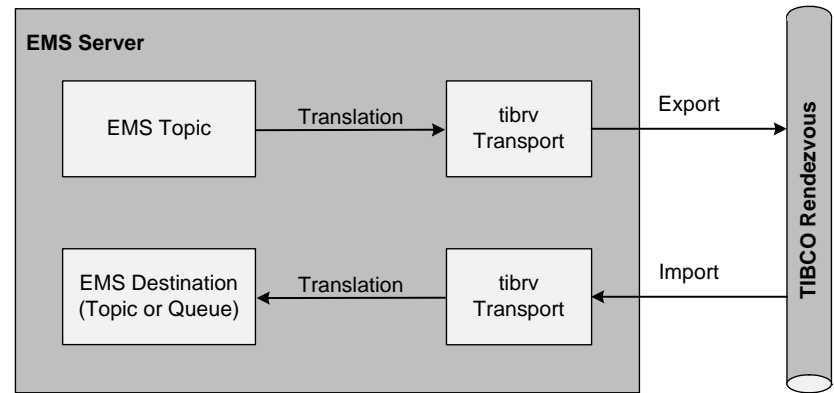 EMS Server
EMS Topic
Translation
tibrv
Transport
Export
EMS Destination
(Topic or Queue)
Translation
tibrv
Transport
Import
TIBCO Rendezvous